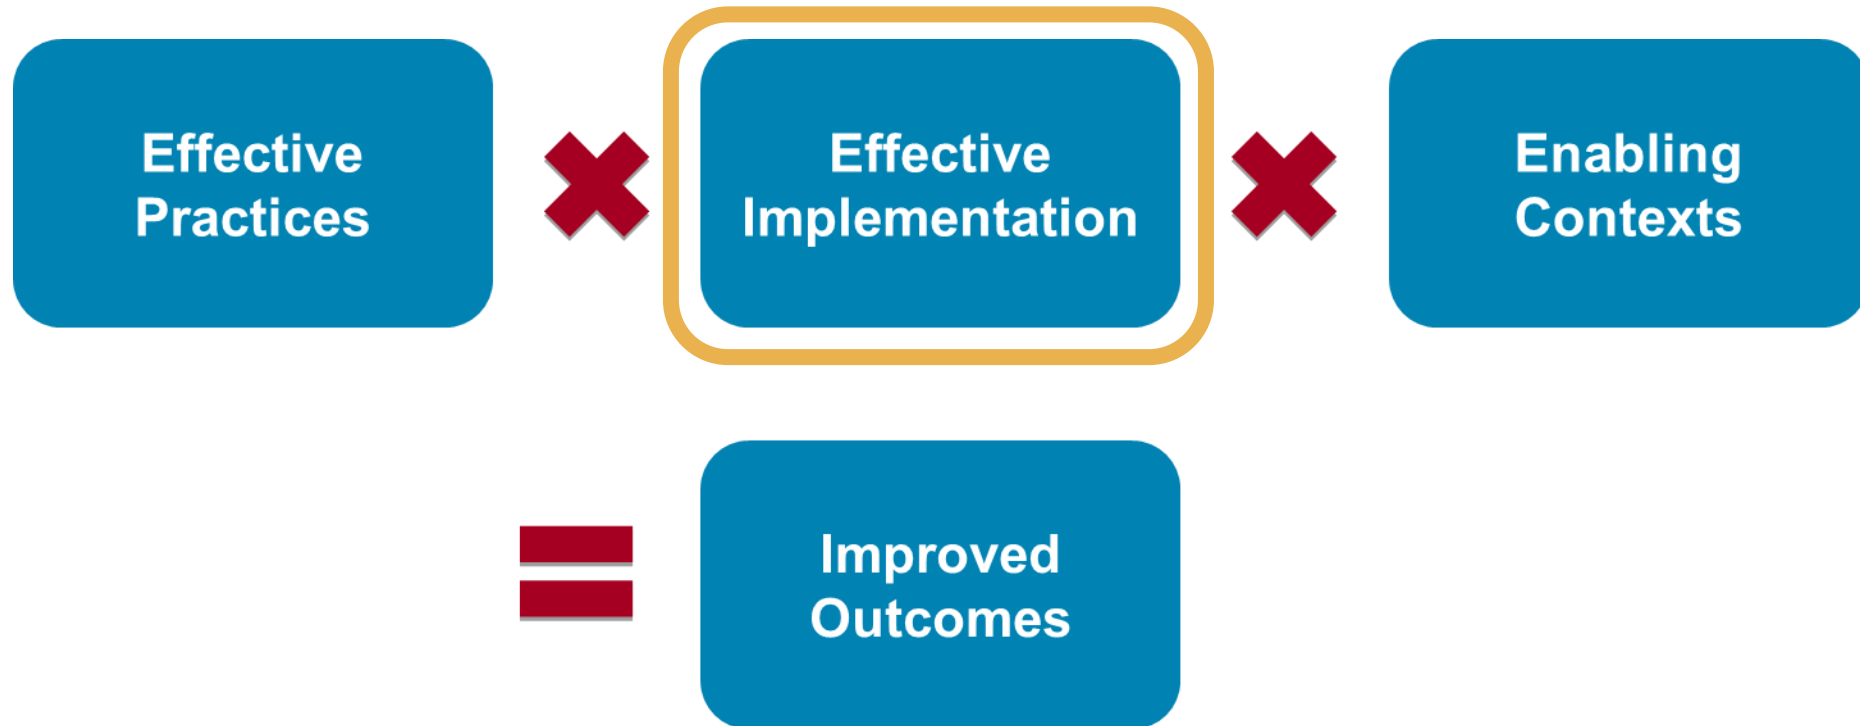 Effective
Practices
Effective
Implementation
Enabling
Contexts
Improved
Outcomes